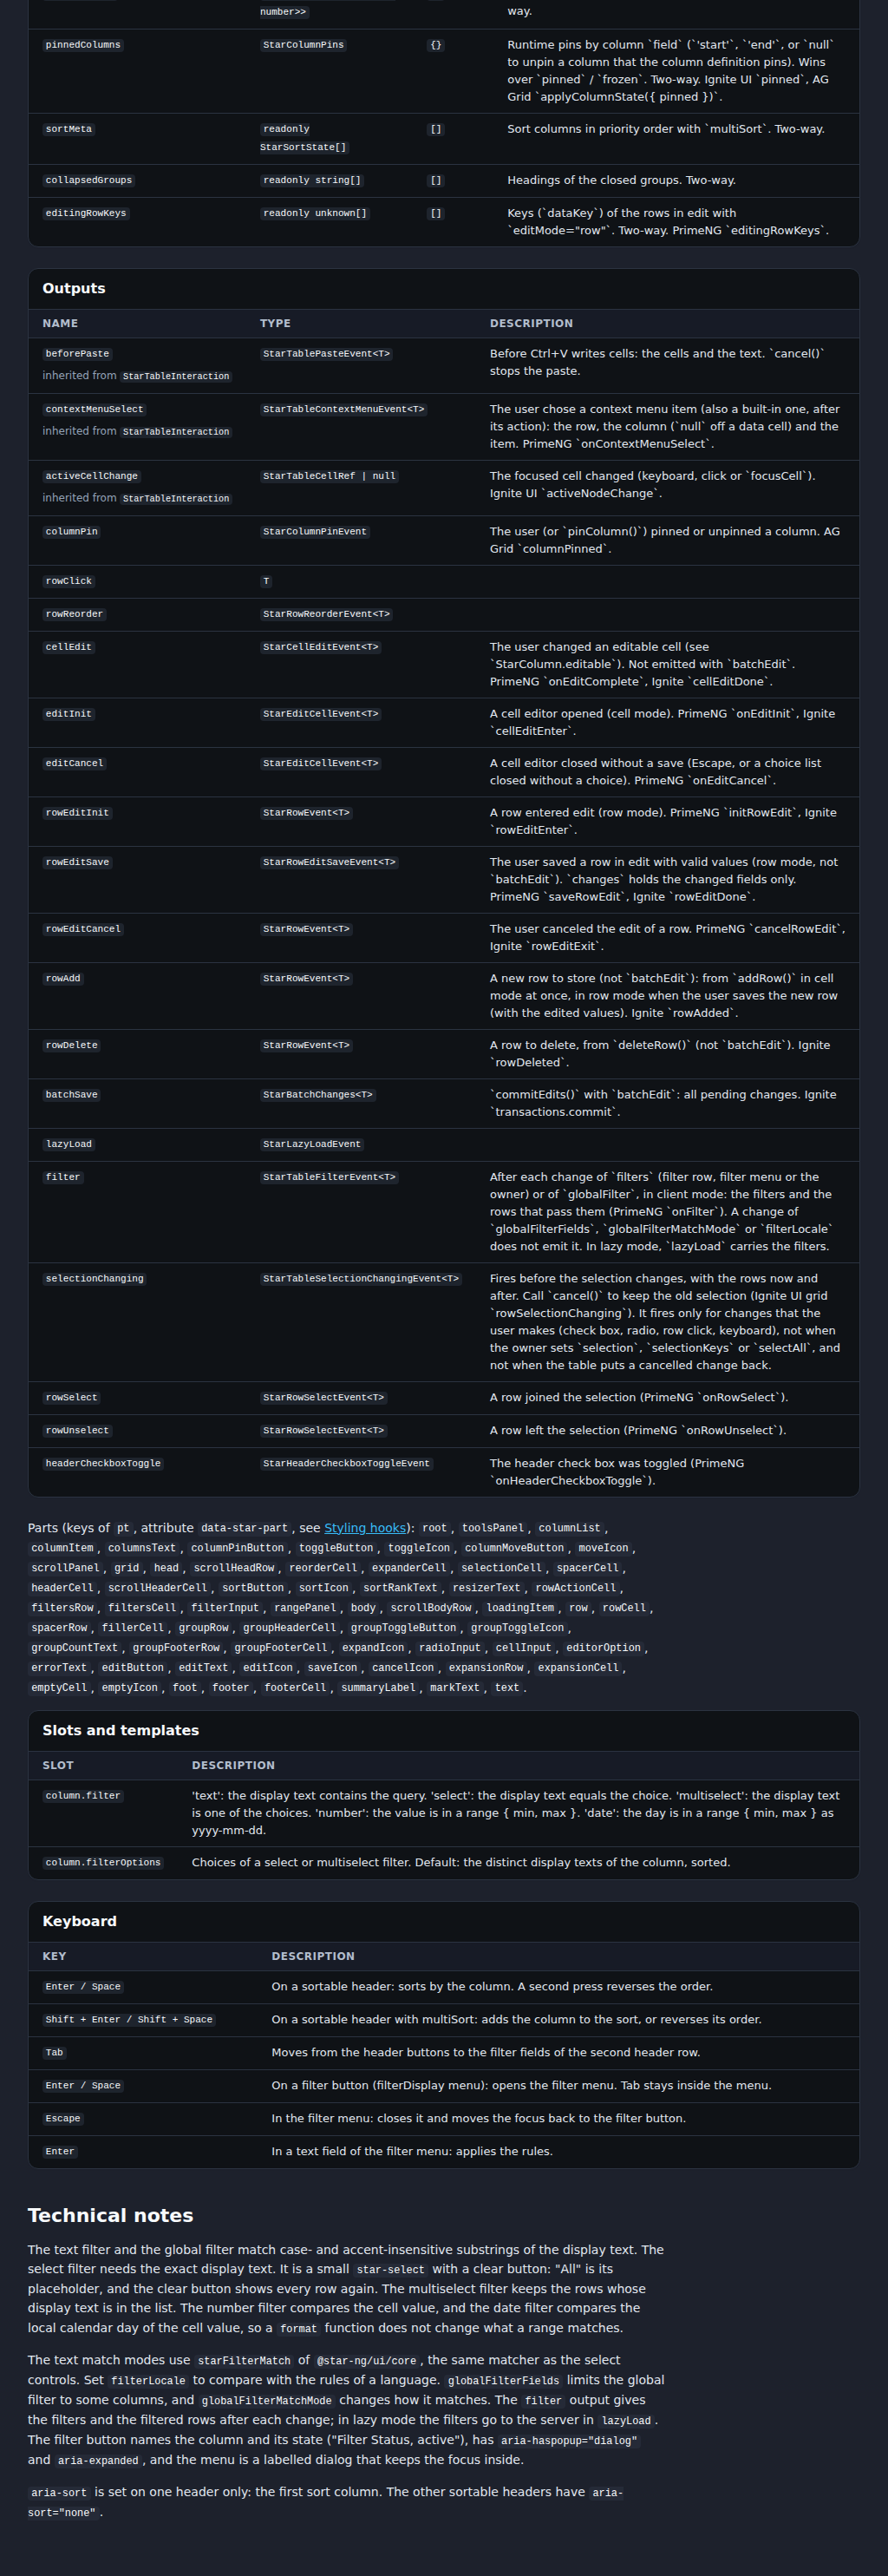 number>> way.
pinnedColumns StarColumnPins {} Runtime pins by column `field` (`'start'`, `'end'`, or `null`
to unpin a column that the column definition pins). Wins
over `pinned` / `frozen`. Two-way. Ignite UI `pinned`, AG
Grid `applyColumnState({ pinned })`.
sortMeta readonly [] Sort columns in priority order with `multiSort`. Two-way.
StarSortState[]
collapsedGroups readonly string[] [] Headings of the closed groups. Two-way.
editingRowKeys readonly unknown[] [] Keys (`dataKey`) of the rows in edit with
`editMode="row"`. Two-way. PrimeNG `editingRowKeys`.
Outputs
NAME TYPE DESCRIPTION
beforePaste StarTablePasteEvent<T> Before Ctrl+V writes cells: the cells and the text. `cancel()`
stops the paste.
inherited from StarTableInteraction
contextMenuSelect StarTableContextMenuEvent<T> The user chose a context menu item (also a built-in one, after
its action): the row, the column (`null` off a data cell) and the
inherited from StarTableInteraction
item. PrimeNG `onContextMenuSelect`.
activeCellChange StarTableCellRef | null The focused cell changed (keyboard, click or `focusCell`).
Ignite UI `activeNodeChange`.
inherited from StarTableInteraction
columnPin StarColumnPinEvent The user (or `pinColumn()`) pinned or unpinned a column. AG
Grid `columnPinned`.
rowClick T
rowReorder StarRowReorderEvent<T>
cellEdit StarCellEditEvent<T> The user changed an editable cell (see
`StarColumn.editable`). Not emitted with `batchEdit`.
PrimeNG `onEditComplete`, Ignite `cellEditDone`.
editInit StarEditCellEvent<T> A cell editor opened (cell mode). PrimeNG `onEditInit`, Ignite
`cellEditEnter`.
editCancel StarEditCellEvent<T> A cell editor closed without a save (Escape, or a choice list
closed without a choice). PrimeNG `onEditCancel`.
rowEditInit StarRowEvent<T> A row entered edit (row mode). PrimeNG `initRowEdit`, Ignite
`rowEditEnter`.
rowEditSave StarRowEditSaveEvent<T> The user saved a row in edit with valid values (row mode, not
`batchEdit`). `changes` holds the changed fields only.
PrimeNG `saveRowEdit`, Ignite `rowEditDone`.
rowEditCancel StarRowEvent<T> The user canceled the edit of a row. PrimeNG `cancelRowEdit`,
Ignite `rowEditExit`.
rowAdd StarRowEvent<T> A new row to store (not `batchEdit`): from `addRow()` in cell
mode at once, in row mode when the user saves the new row
(with the edited values). Ignite `rowAdded`.
rowDelete StarRowEvent<T> A row to delete, from `deleteRow()` (not `batchEdit`). Ignite
`rowDeleted`.
batchSave StarBatchChanges<T> `commitEdits()` with `batchEdit`: all pending changes. Ignite
`transactions.commit`.
lazyLoad StarLazyLoadEvent
filter StarTableFilterEvent<T> After each change of `filters` (filter row, filter menu or the
owner) or of `globalFilter`, in client mode: the filters and the
rows that pass them (PrimeNG `onFilter`). A change of
`globalFilterFields`, `globalFilterMatchMode` or `filterLocale`
does not emit it. In lazy mode, `lazyLoad` carries the filters.
selectionChanging StarTableSelectionChangingEvent<T> Fires before the selection changes, with the rows now and
after. Call `cancel()` to keep the old selection (Ignite UI grid
`rowSelectionChanging`). It fires only for changes that the
user makes (check box, radio, row click, keyboard), not when
the owner sets `selection`, `selectionKeys` or `selectAll`, and
not when the table puts a cancelled change back.
rowSelect StarRowSelectEvent<T> A row joined the selection (PrimeNG `onRowSelect`).
rowUnselect StarRowSelectEvent<T> A row left the selection (PrimeNG `onRowUnselect`).
headerCheckboxToggle StarHeaderCheckboxToggleEvent The header check box was toggled (PrimeNG
`onHeaderCheckboxToggle`).
Parts (keys of pt, attribute data-star-part, see Styling hooks): root, toolsPanel, columnList,
columnItem, columnsText, columnPinButton, toggleButton, toggleIcon, columnMoveButton, moveIcon,
scrollPanel, grid, head, scrollHeadRow, reorderCell, expanderCell, selectionCell, spacerCell,
headerCell, scrollHeaderCell, sortButton, sortIcon, sortRankText, resizerText, rowActionCell,
filtersRow, filtersCell, filterInput, rangePanel, body, scrollBodyRow, loadingItem, row, rowCell,
spacerRow, fillerCell, groupRow, groupHeaderCell, groupToggleButton, groupToggleIcon,
groupCountText, groupFooterRow, groupFooterCell, expandIcon, radioInput, cellInput, editorOption,
errorText, editButton, editText, editIcon, saveIcon, cancelIcon, expansionRow, expansionCell,
emptyCell, emptyIcon, foot, footer, footerCell, summaryLabel, markText, text.
Slots and templates
SLOT DESCRIPTION
column.filter 'text': the display text contains the query. 'select': the display text equals the choice. 'multiselect': the display text
is one of the choices. 'number': the value is in a range { min, max }. 'date': the day is in a range { min, max } as
yyyy-mm-dd.
column.filterOptions Choices of a select or multiselect filter. Default: the distinct display texts of the column, sorted.
Keyboard
KEY DESCRIPTION
Enter / Space On a sortable header: sorts by the column. A second press reverses the order.
Shift + Enter / Shift + Space On a sortable header with multiSort: adds the column to the sort, or reverses its order.
Tab Moves from the header buttons to the filter fields of the second header row.
Enter / Space On a filter button (filterDisplay menu): opens the filter menu. Tab stays inside the menu.
Escape In the filter menu: closes it and moves the focus back to the filter button.
Enter In a text field of the filter menu: applies the rules.
Technical notes
The text filter and the global filter match case- and accent-insensitive substrings of the display text. The
select filter needs the exact display text. It is a small star-select with a clear button: "All" is its
placeholder, and the clear button shows every row again. The multiselect filter keeps the rows whose
display text is in the list. The number filter compares the cell value, and the date filter compares the
local calendar day of the cell value, so a format function does not change what a range matches.
The text match modes use starFilterMatch of @star-ng/ui/core, the same matcher as the select
controls. Set filterLocale to compare with the rules of a language. globalFilterFields limits the global
filter to some columns, and globalFilterMatchMode changes how it matches. The filter output gives
the filters and the filtered rows after each change; in lazy mode the filters go to the server in lazyLoad.
The filter button names the column and its state ("Filter Status, active"), has aria-haspopup="dialog"
and aria-expanded, and the menu is a labelled dialog that keeps the focus inside.
aria-sort is set on one header only: the first sort column. The other sortable headers have aria-
sort="none".